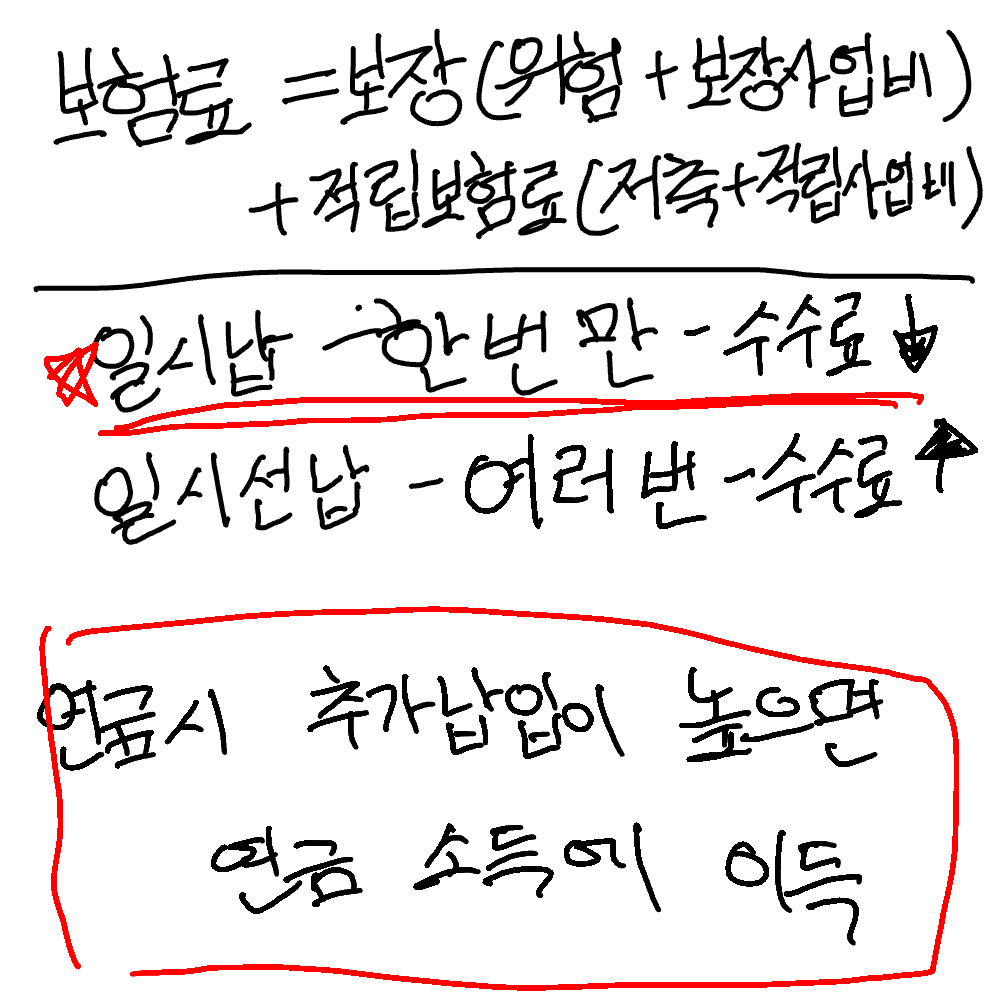 보험료 = 보장(위험 + 보장사업비)
+ 적립보험료(저축+적립사업비)
일시납 - 한번만 - 수수료 ↓
일시선납 - 여러번 - 수수료 ↑
연금시 추가납입이 높으면
연금 소득에 이득